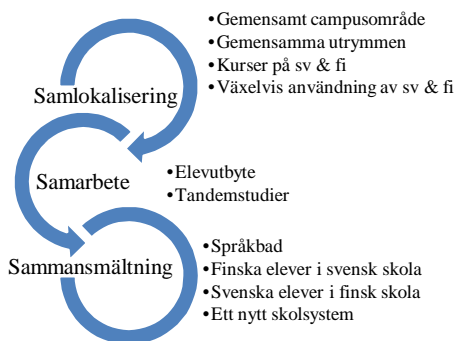 Samlokalisering
•Gemensamt campusområde
•Gemensamma utrymmen
•Kurser på sv & fi
•Växelvis användning av sv & fi
Samarbete
•Elevutbyte
•Tandemstudier
Sammansmältning
•Språkbad
•Finska elever i svensk skola
•Svenska elever i finsk skola
•Ett nytt skolsystem